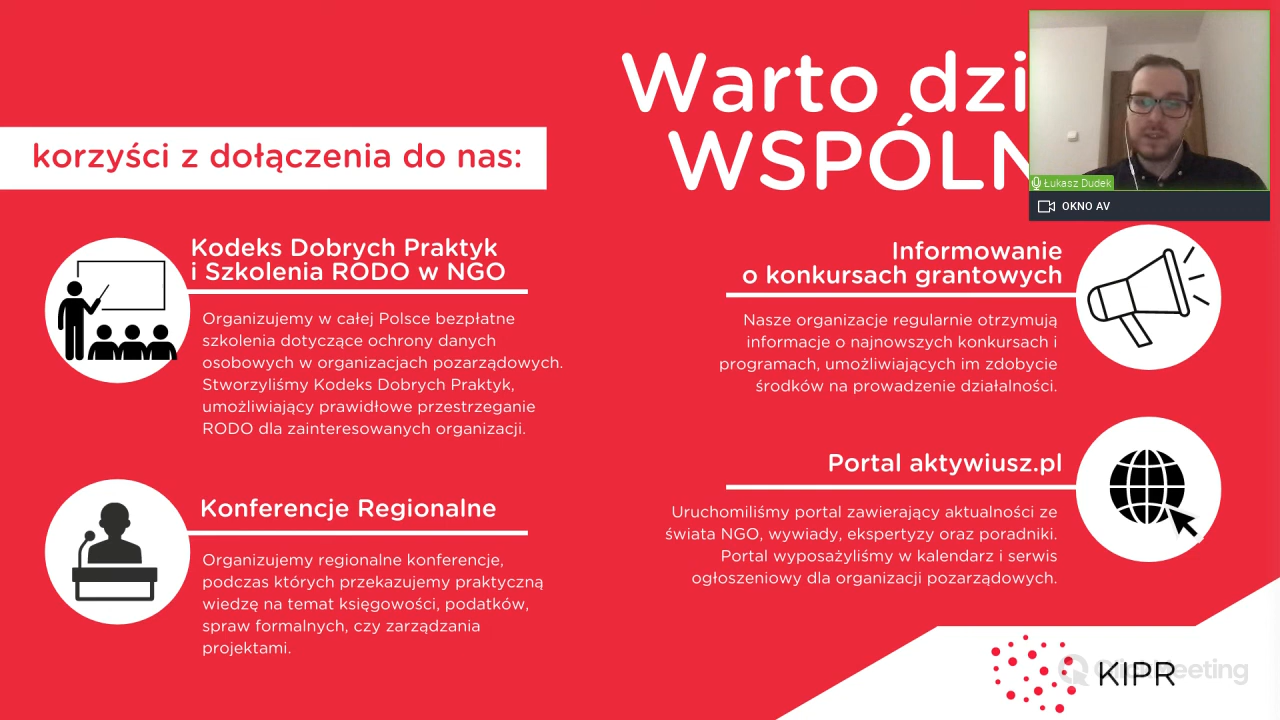 Warto dzi
WSPÓLN
korzyści z dołączenia do nas:
Kodeks Dobrych Praktyk
i Szkolenia RODO w NGO
Organizujemy w całej Polsce bezpłatne
szkolenia dotyczące ochrony danych
osobowych w organizacjach pozarządowych.
Stworzyliśmy Kodeks Dobrych Praktyk,
umożliwiający prawidłowe przestrzeganie
RODO dla zainteresowanych organizacji.
Konferencje Regionalne
Organizujemy regionalne konferencje,
podczas których przekazujemy praktyczną
wiedzę na temat księgowości, podatków,
spraw formalnych, czy zarządzania
projektami.
Łukasz Dudek
OKNO AV
Informowanie
o konkursach grantowych
Nasze organizacje regularnie otrzymują
informacje o najnowszych konkursach i
programach, umożliwiających im zdobycie
środków na prowadzenie działalności.
Portal aktywiusz.pl
Uruchomiliśmy portal zawierający aktualności ze
świata NGO, wywiady, ekspertyzy oraz poradniki.
Portal wyposażyliśmy w kalendarz i serwis
ogłoszeniowy dla organizacji pozarządowych.
KIPR
ClickMeeting